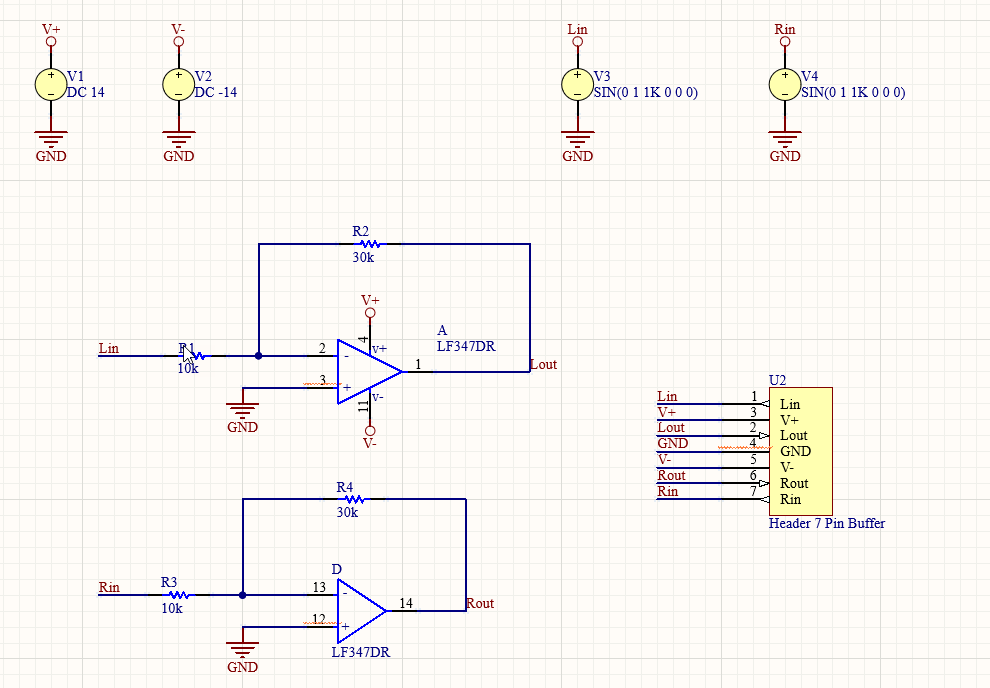 V+
V1
DC 14
GND
V-
V2
DC -14
GND
Lin
V3
SIN(0 1 1K 0 0 0)
GND
Rin
V4
SIN(0 1 1K 0 0 0)
GND
R2
30k
V+
4
A
LF347DR
Lin
R1
10k
2
-
v+
1
Lout
3
+
v-
11
V-
GND
U2
Lin 1 Lin
V+ 3 V+
Lout 2 Lout
GND 4 GND
V- 5 V-
Rout 6 Rout
Rin 7 Rin
Header 7 Pin Buffer
R4
30k
D
Rin
R3
10k
13
-
14
Rout
12
+
GND
LF347DR